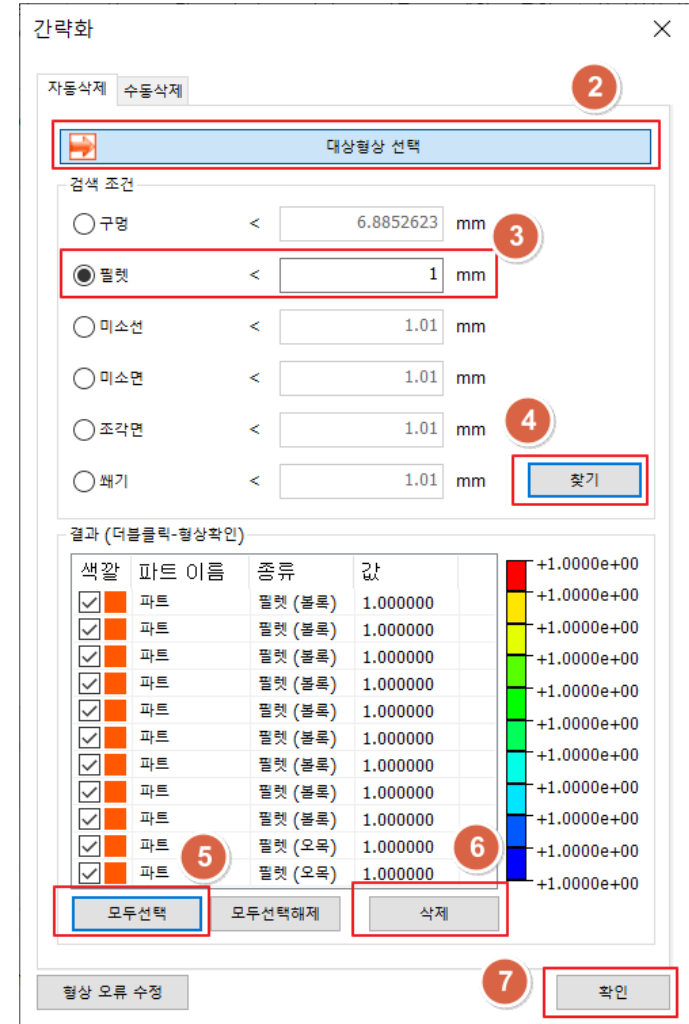 간략화
자동삭제 수동삭제
2
대상형상 선택
검색 조건
구멍 < 6.8852623 mm
3
필렛 < 1 mm
미소선 < 1.01 mm
미소면 < 1.01 mm
조각면 < 1.01 mm
4
쐐기 < 1.01 mm 찾기
결과 (더블클릭-형상확인)
색깔 파트 이름 종류 값
파트 필렛 (볼록) 1.000000
파트 필렛 (볼록) 1.000000
파트 필렛 (볼록) 1.000000
파트 필렛 (볼록) 1.000000
파트 필렛 (볼록) 1.000000
파트 필렛 (볼록) 1.000000
파트 필렛 (볼록) 1.000000
파트 필렛 (볼록) 1.000000
파트 필렛 (볼록) 1.000000
파트 필렛 (오목) 1.000000
파트 필렛 (오목) 1.000000
+1.0000e+00
+1.0000e+00
+1.0000e+00
+1.0000e+00
+1.0000e+00
+1.0000e+00
+1.0000e+00
+1.0000e+00
+1.0000e+00
+1.0000e+00
+1.0000e+00
5
6
모두선택 모두선택해제 삭제
7
형상 오류 수정 확인